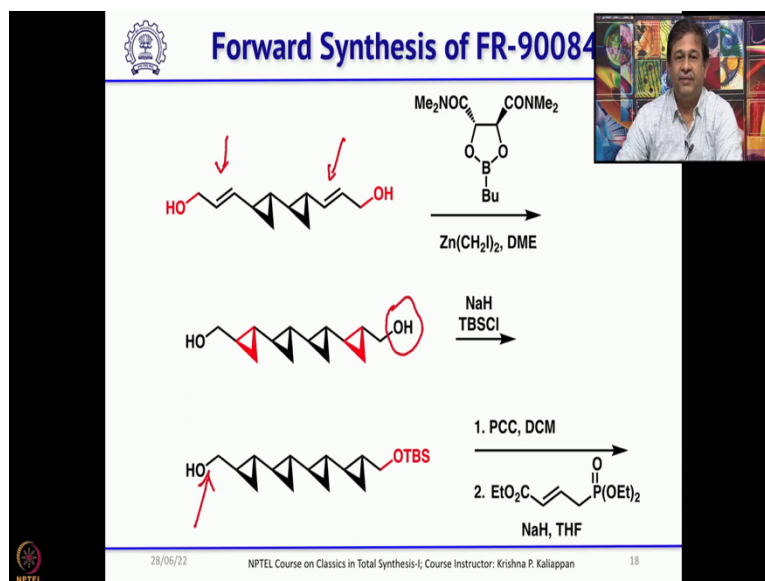 Forward Synthesis of FR-90084
Me₂NOC CONMe₂
O O
B
Bu
HO OH
Zn(CH₂I)₂, DME
HO OH
NaH
TBSCl
HO OTBS
1. PCC, DCM
2. EtO₂C O P(OEt)₂
NaH, THF
28/06/22 NPTEL Course on Classics in Total Synthesis-I; Course Instructor: Krishna P. Kaliappan 18
NPTEL